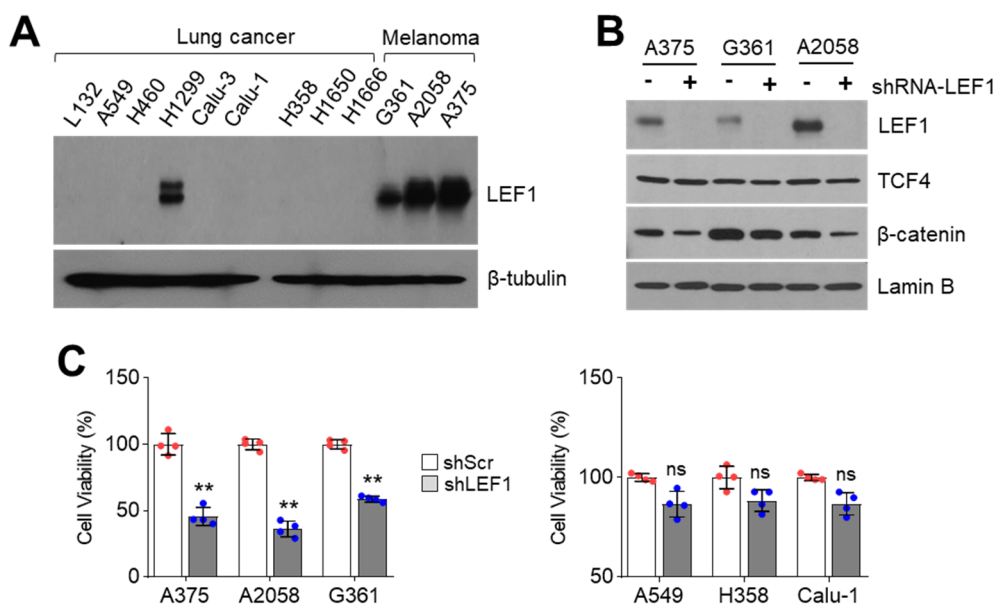 A
Lung cancer Melanoma
L132 A549 H460 H1299 Calu-3 Calu-1 H358 H1650 H1666 G361 A2058 A375
LEF1
β-tubulin
B
A375 G361 A2058
- + - + - + shRNA-LEF1
LEF1
TCF4
β-catenin
Lamin B
C
Cell Viability (%)
150
100
50
0
** ** **
A375 A2058 G361
shScr
shLEF1
Cell Viability (%)
150
100
50
ns ns ns
A549 H358 Calu-1